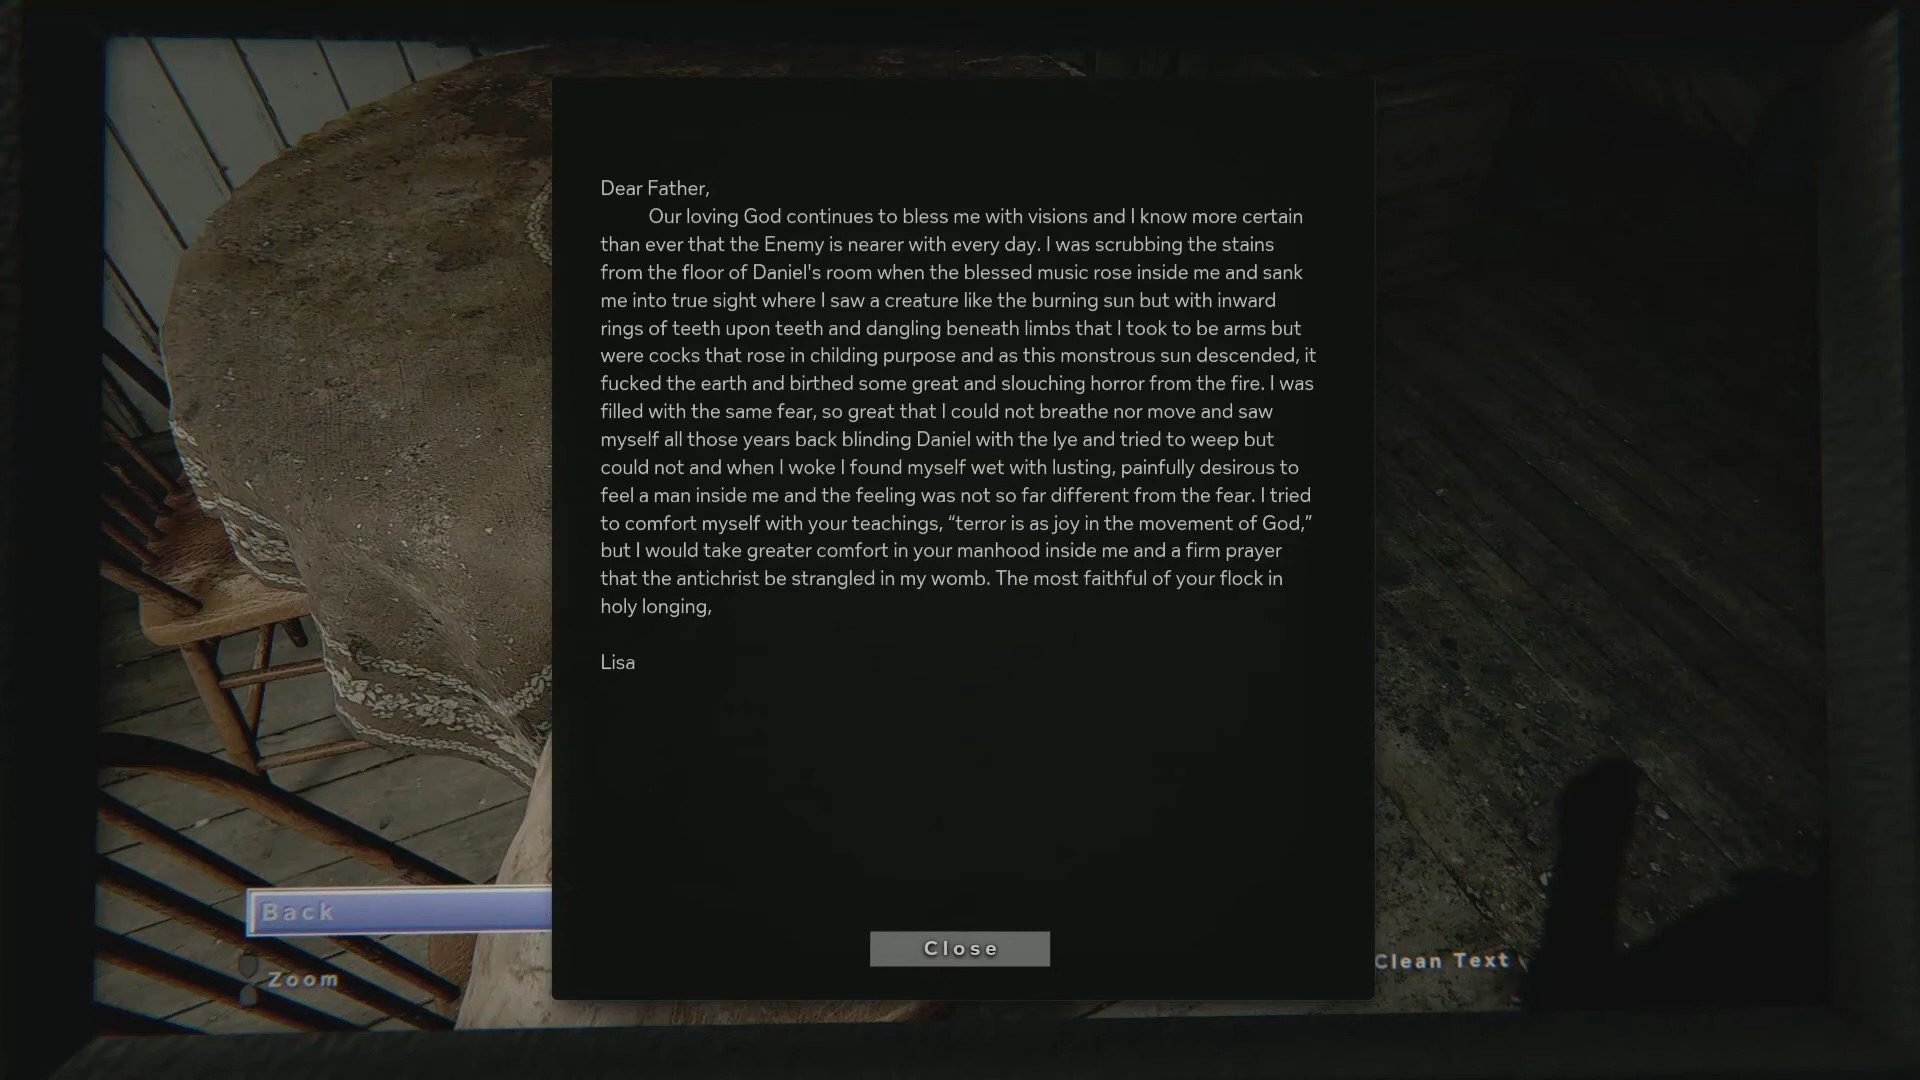 Dear Father,
Our loving God continues to bless me with visions and I know more certain
than ever that the Enemy is nearer with every day. I was scrubbing the stains
from the floor of Daniel's room when the blessed music rose inside me and sank
me into true sight where I saw a creature like the burning sun but with inward
rings of teeth upon teeth and dangling beneath limbs that I took to be arms but
were cocks that rose in childing purpose and as this monstrous sun descended, it
fucked the earth and birthed some great and slouching horror from the fire. I was
filled with the same fear, so great that I could not breathe nor move and saw
myself all those years back blinding Daniel with the lye and tried to weep but
could not and when I woke I found myself wet with lusting, painfully desirous to
feel a man inside me and the feeling was not so far different from the fear. I tried
to comfort myself with your teachings, “terror is as joy in the movement of God,”
but I would take greater comfort in your manhood inside me and a firm prayer
that the antichrist be strangled in my womb. The most faithful of your flock in
holy longing,
Lisa
Back
Close
Clean Text
Zoom